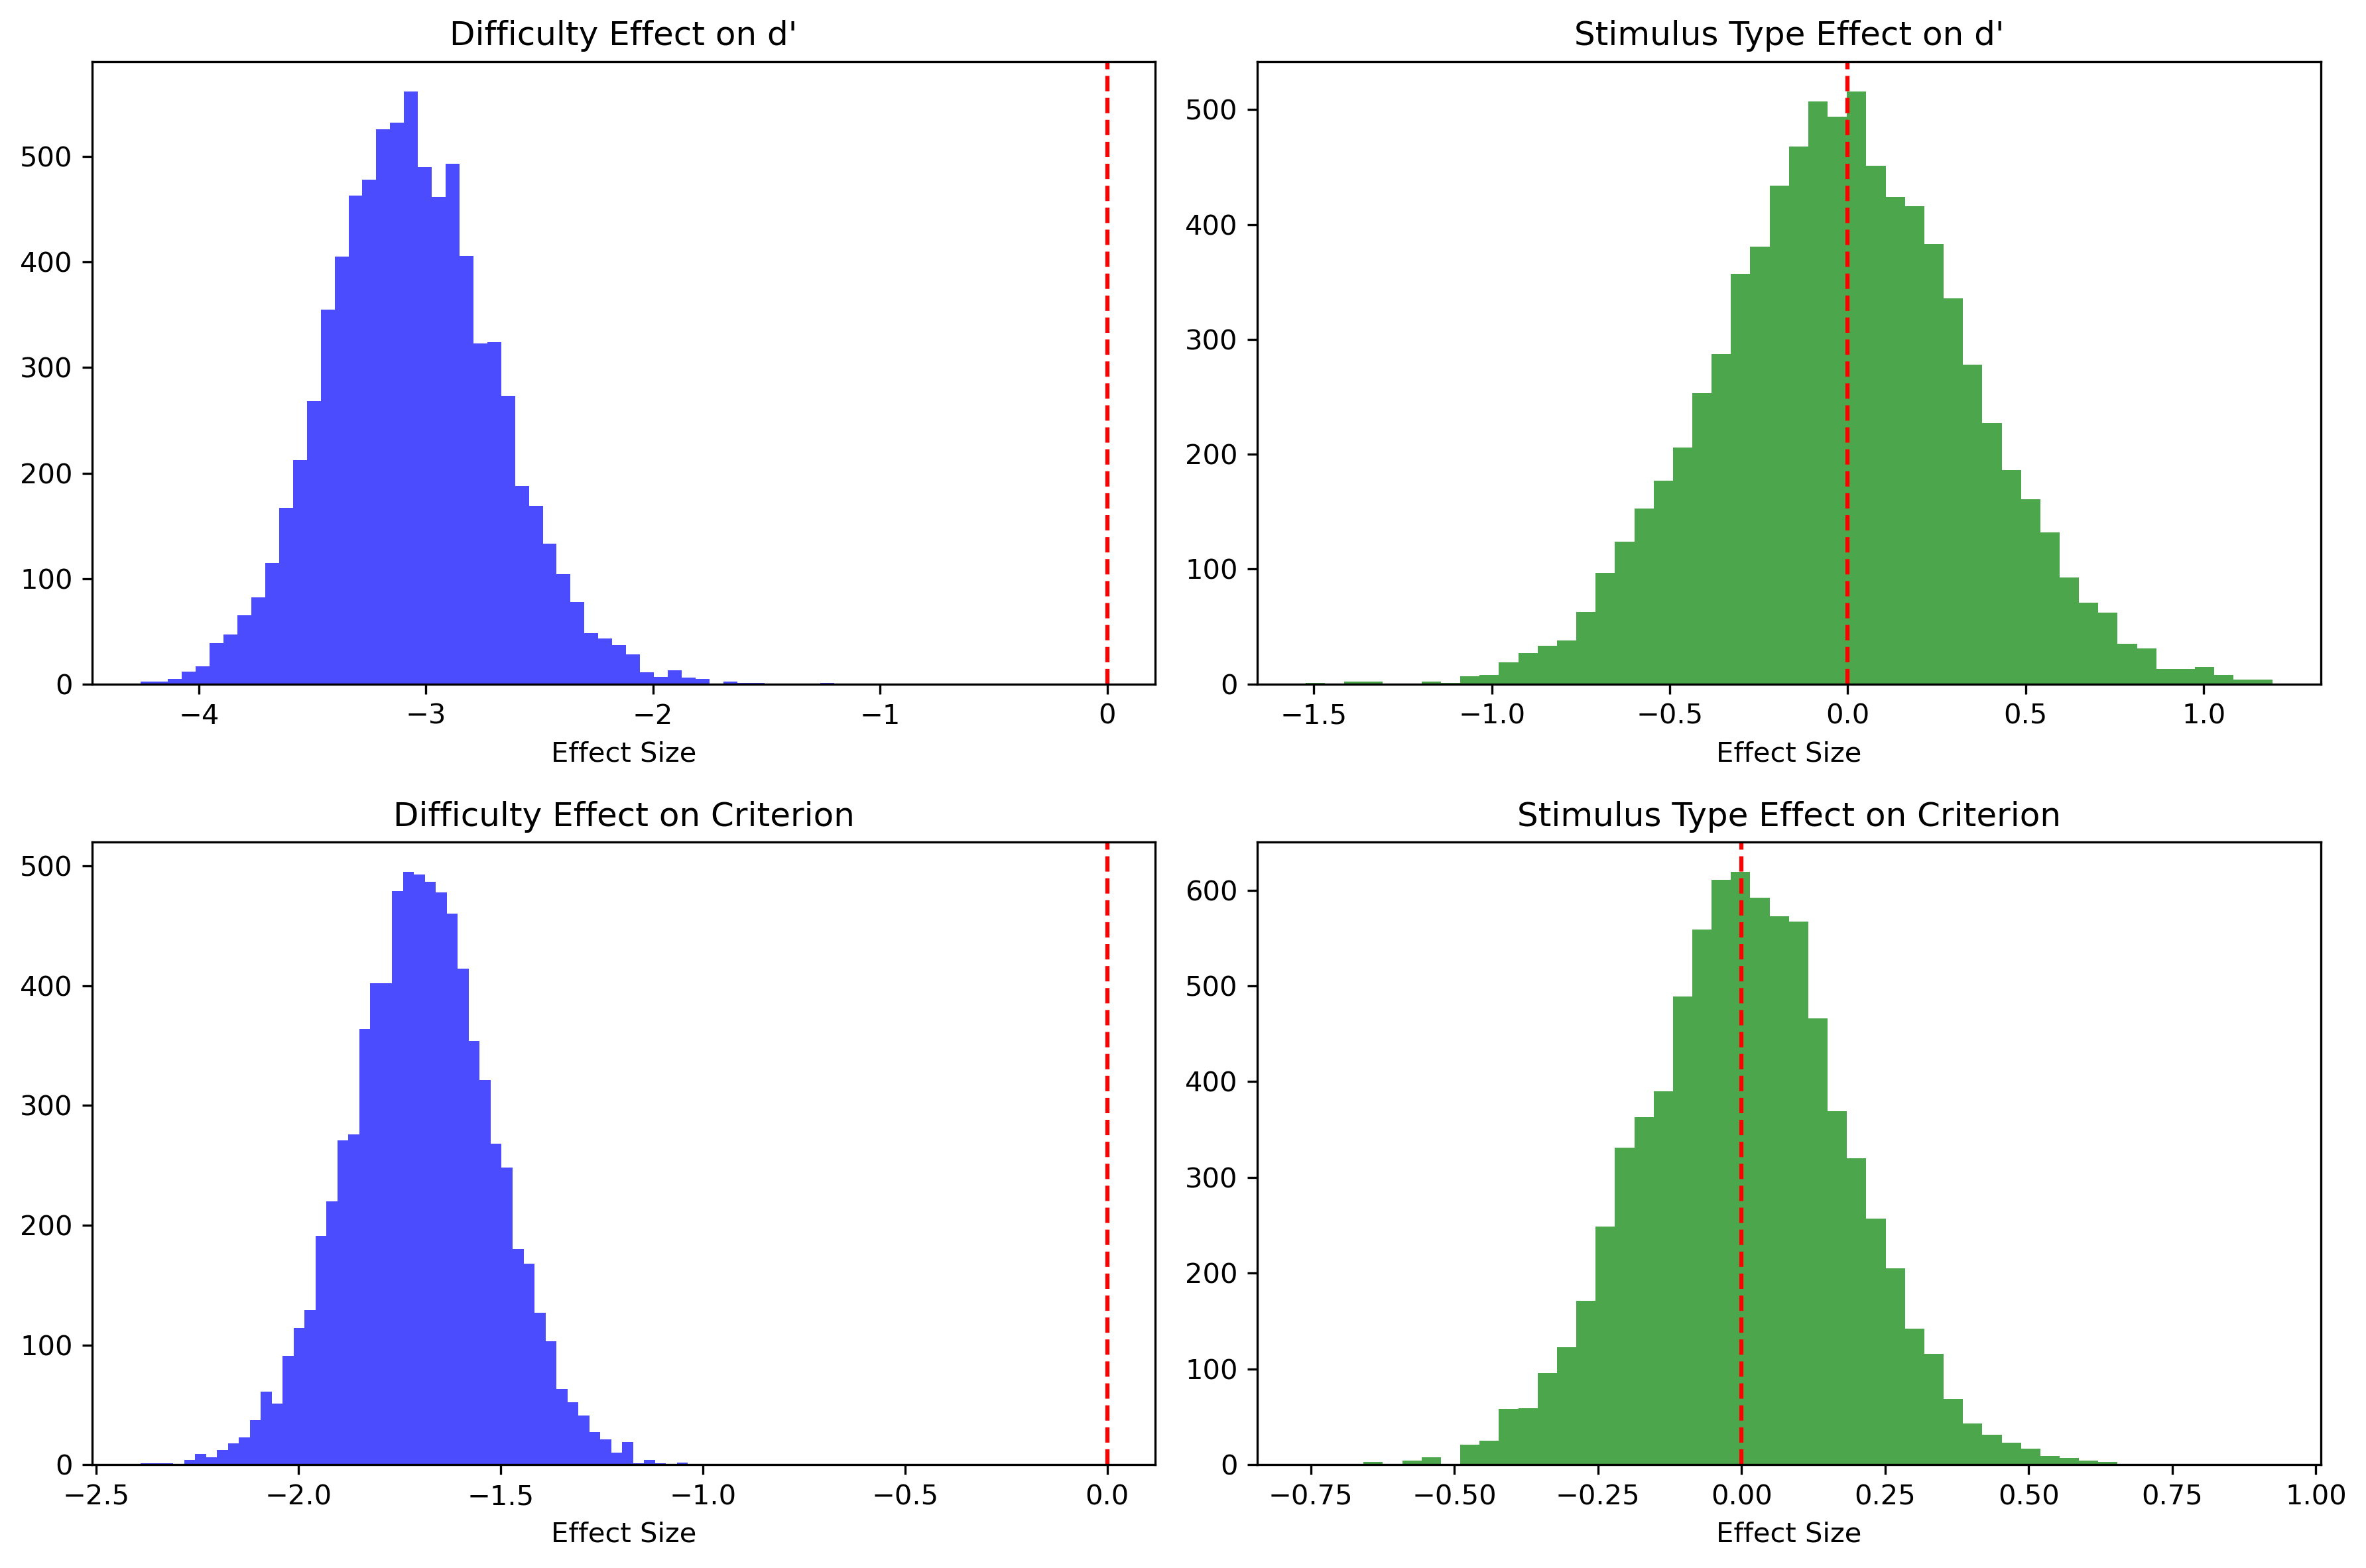 Difficulty Effect on d'
500
400
300
200
100
0
−4 −3 −2 −1 0
Effect Size
Stimulus Type Effect on d'
500
400
300
200
100
0
−1.5 −1.0 −0.5 0.0 0.5 1.0
Effect Size
Difficulty Effect on Criterion
500
400
300
200
100
0
−2.5 −2.0 −1.5 −1.0 −0.5 0.0
Effect Size
Stimulus Type Effect on Criterion
600
500
400
300
200
100
0
−0.75 −0.50 −0.25 0.00 0.25 0.50 0.75 1.00
Effect Size